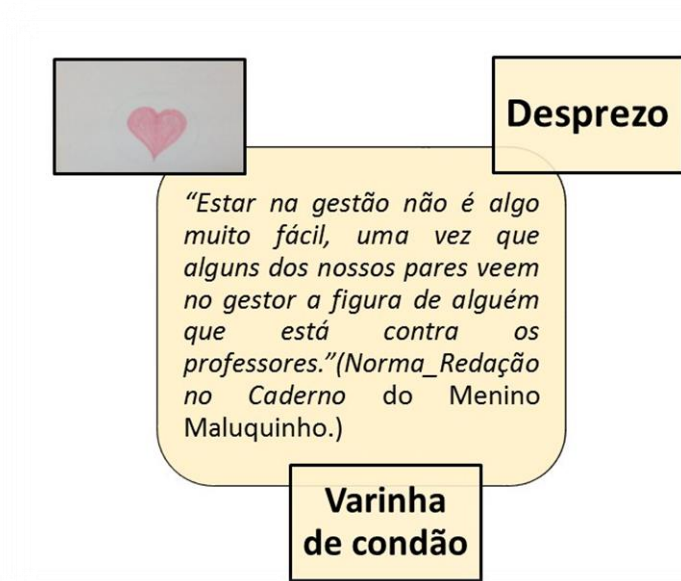 Desprezo
“Estar na gestão não é algo
muito fácil, uma vez que
alguns dos nossos pares veem
no gestor a figura de alguém
que está contra os
professores.”(Norma_Redação
no Caderno do Menino
Maluquinho.)
Varinha
de condão